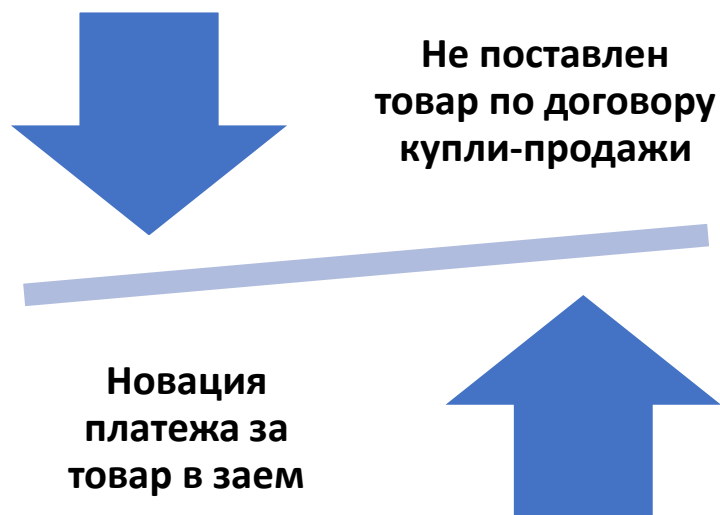 Не поставлен
товар по договору
купли-продажи
Новация
платежа за
товар в заем